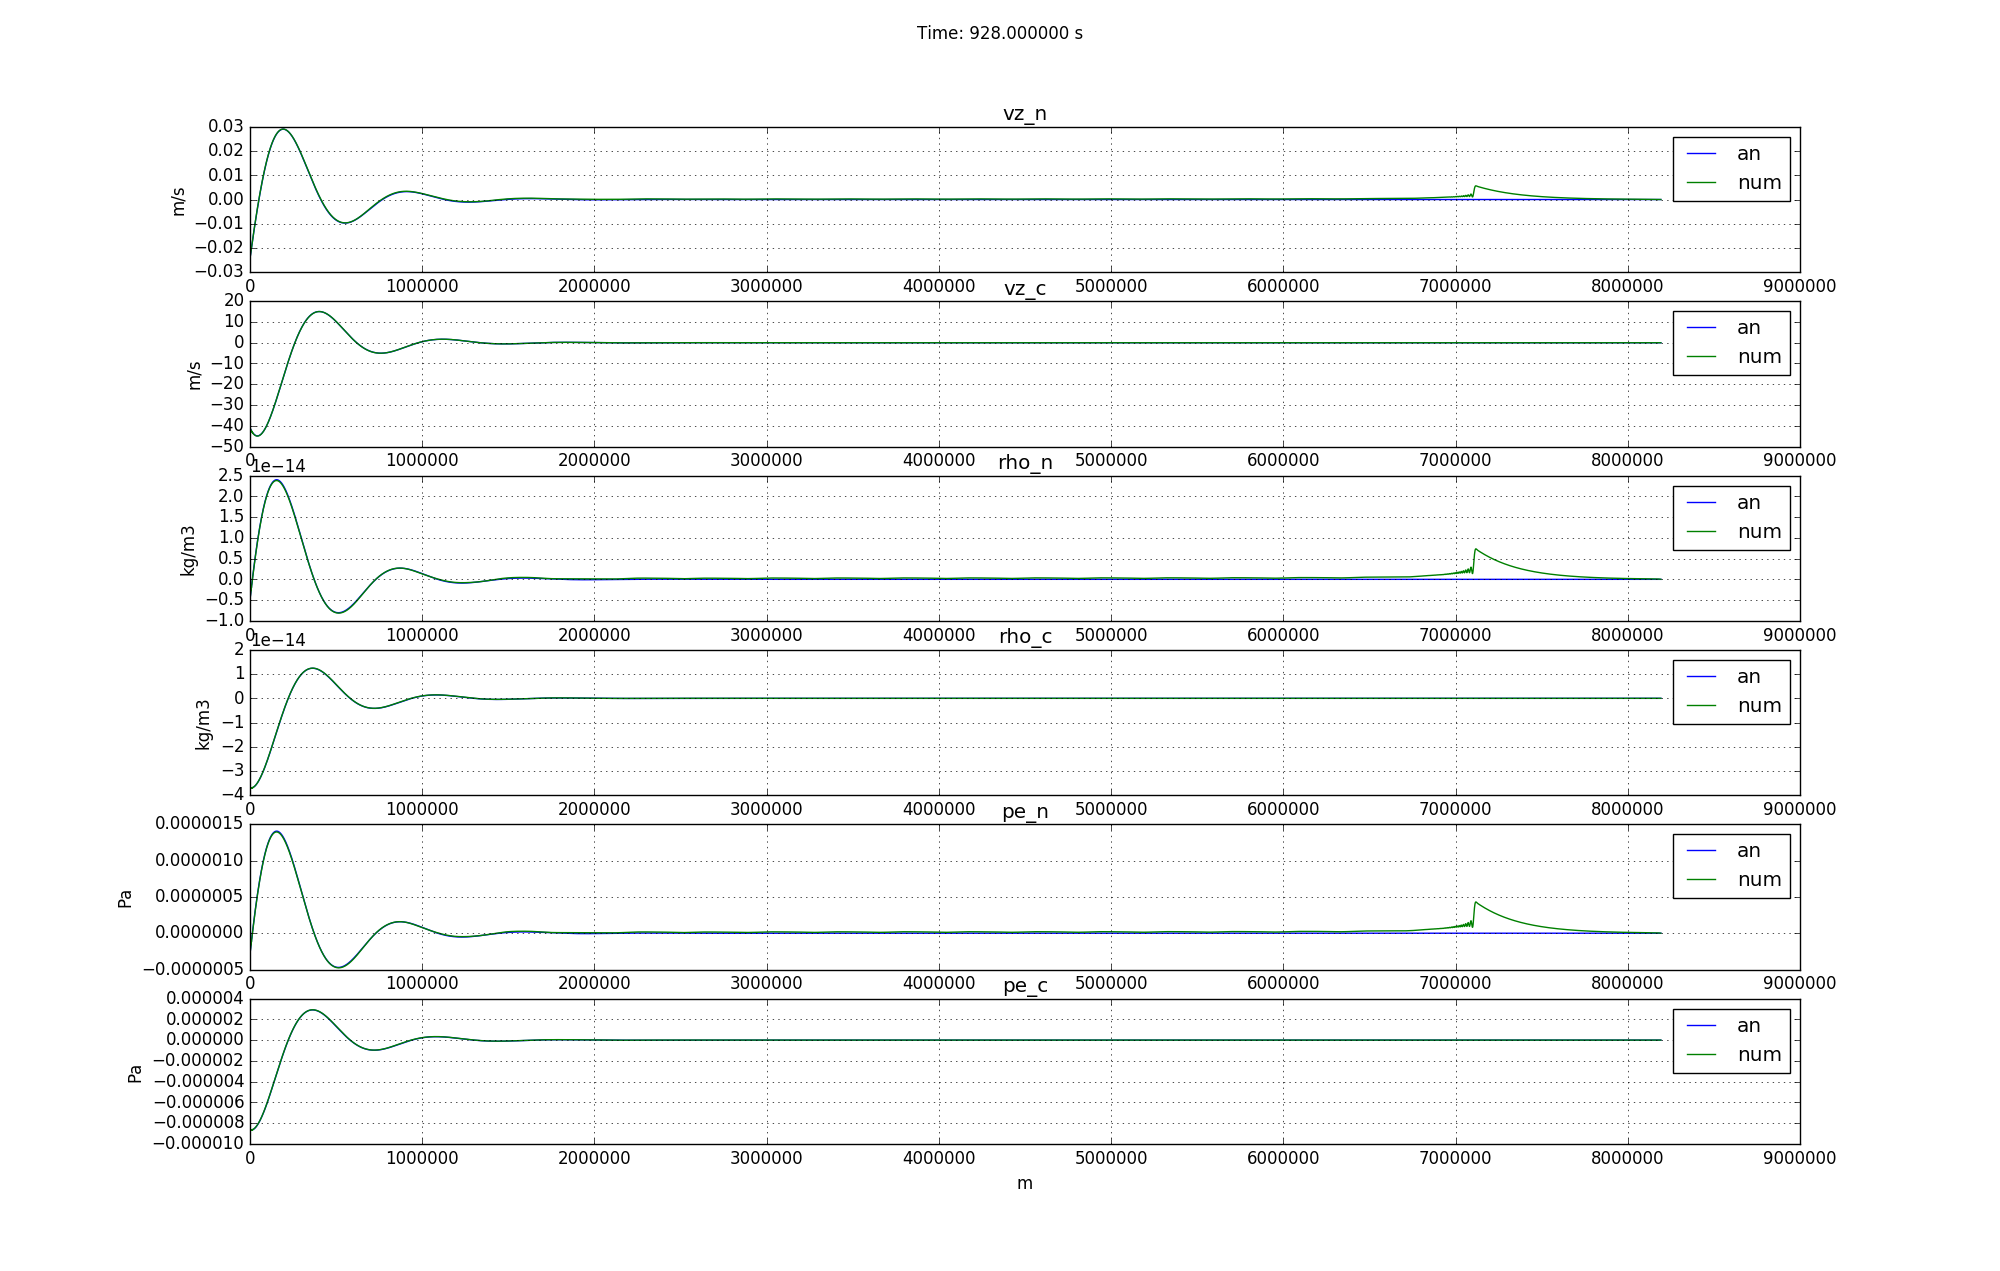 Time: 928.000000 s
vz_n
0.03
0.02
0.01
0.00
−0.01
−0.02
−0.03
m/s
an
num
0 1000000 2000000 3000000 4000000 5000000 6000000 7000000 8000000 9000000
vz_c
20
10
0
−10
−20
−30
−40
−50
m/s
an
num
0 1000000 2000000 3000000 4000000 5000000 6000000 7000000 8000000 9000000
1e−14
rho_n
2.5
2.0
1.5
1.0
0.5
0.0
−0.5
−1.0
kg/m3
an
num
0 1000000 2000000 3000000 4000000 5000000 6000000 7000000 8000000 9000000
1e−14
rho_c
2
1
0
−1
−2
−3
−4
kg/m3
an
num
0 1000000 2000000 3000000 4000000 5000000 6000000 7000000 8000000 9000000
pe_n
0.0000015
0.0000010
0.0000005
0.0000000
−0.0000005
Pa
an
num
0 1000000 2000000 3000000 4000000 5000000 6000000 7000000 8000000 9000000
pe_c
0.000004
0.000002
0.000000
−0.000002
−0.000004
−0.000006
−0.000008
−0.000010
Pa
an
num
0 1000000 2000000 3000000 4000000 5000000 6000000 7000000 8000000 9000000
m